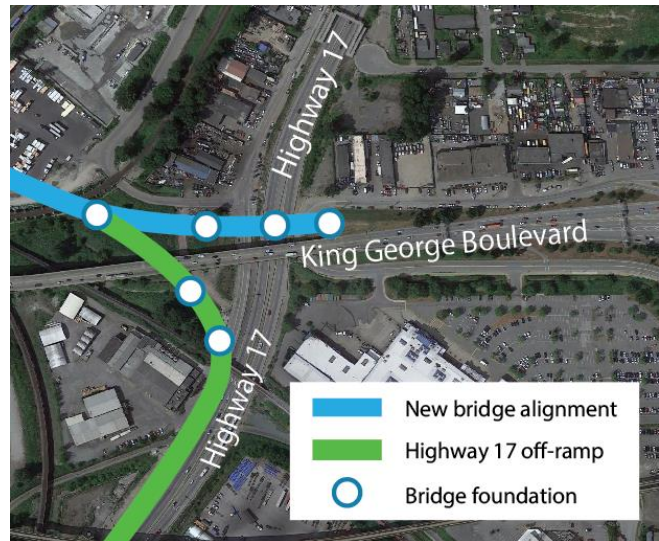 Highway 17
King George Boulevard
Highway 17
New bridge alignment
Highway 17 off-ramp
Bridge foundation